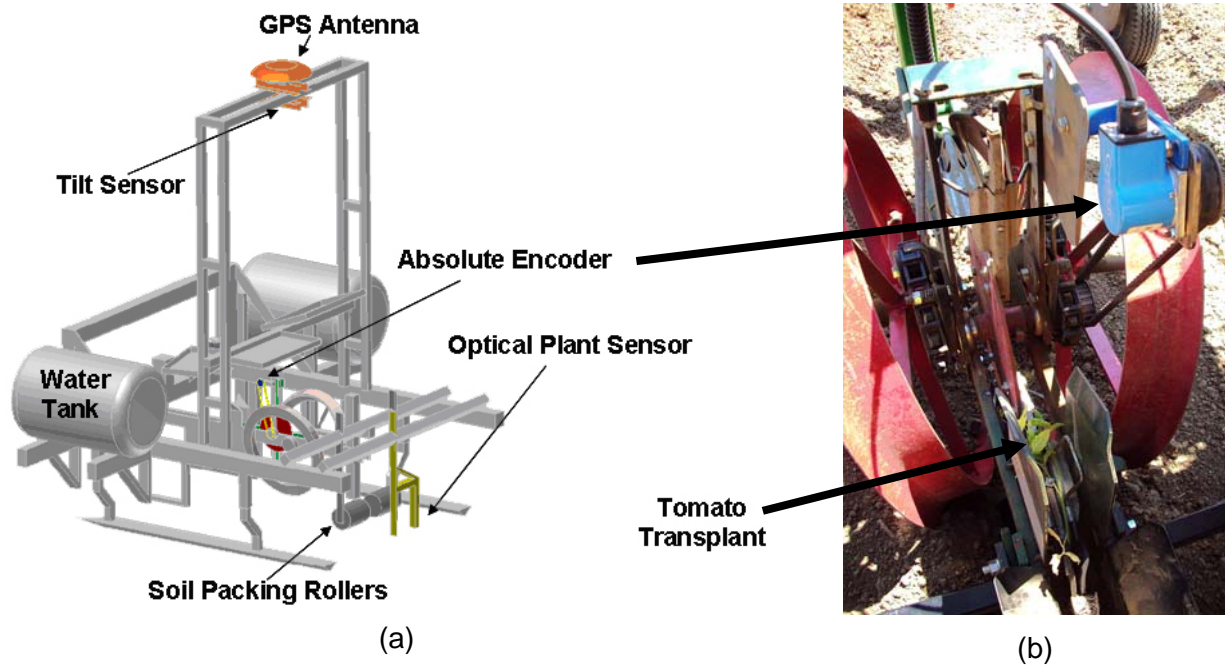 GPS Antenna
Tilt Sensor
Absolute Encoder
Optical Plant Sensor
Water
Tank
Tomato
Transplant
Soil Packing Rollers
(a)
(b)